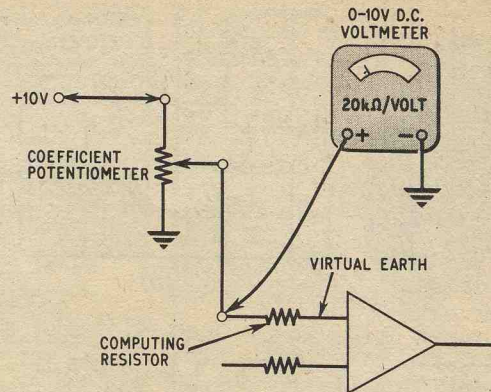 0-10V D.C.
VOLTMETER
+10V
20kΩ/VOLT
+ -
COEFFICIENT
POTENTIOMETER
VIRTUAL EARTH
COMPUTING
RESISTOR